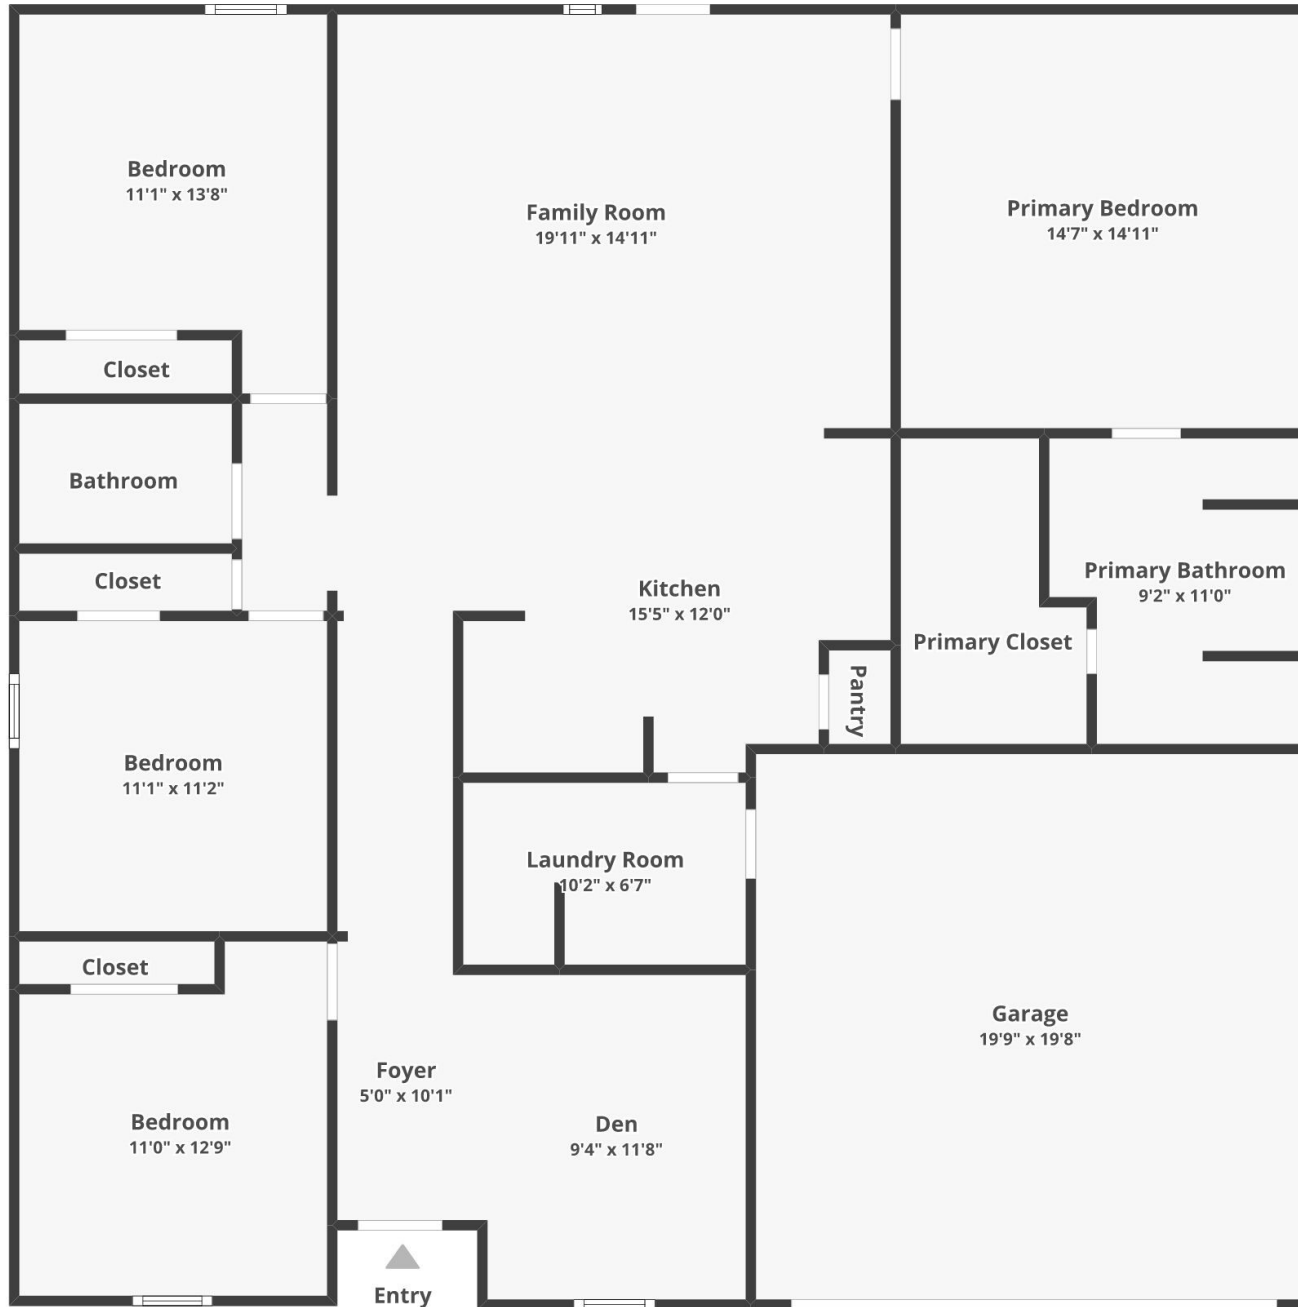 Bedroom
11'1" x 13'8"
Family Room
19'11" x 14'11"
Primary Bedroom
14'7" x 14'11"
Closet
Bathroom
Closet
Kitchen
15'5" x 12'0"
Primary Bathroom
9'2" x 11'0"
Primary Closet
Pantry
Bedroom
11'1" x 11'2"
Laundry Room
10'2" x 6'7"
Closet
Garage
19'9" x 19'8"
Foyer
5'0" x 10'1"
Bedroom
11'0" x 12'9"
Den
9'4" x 11'8"
Entry